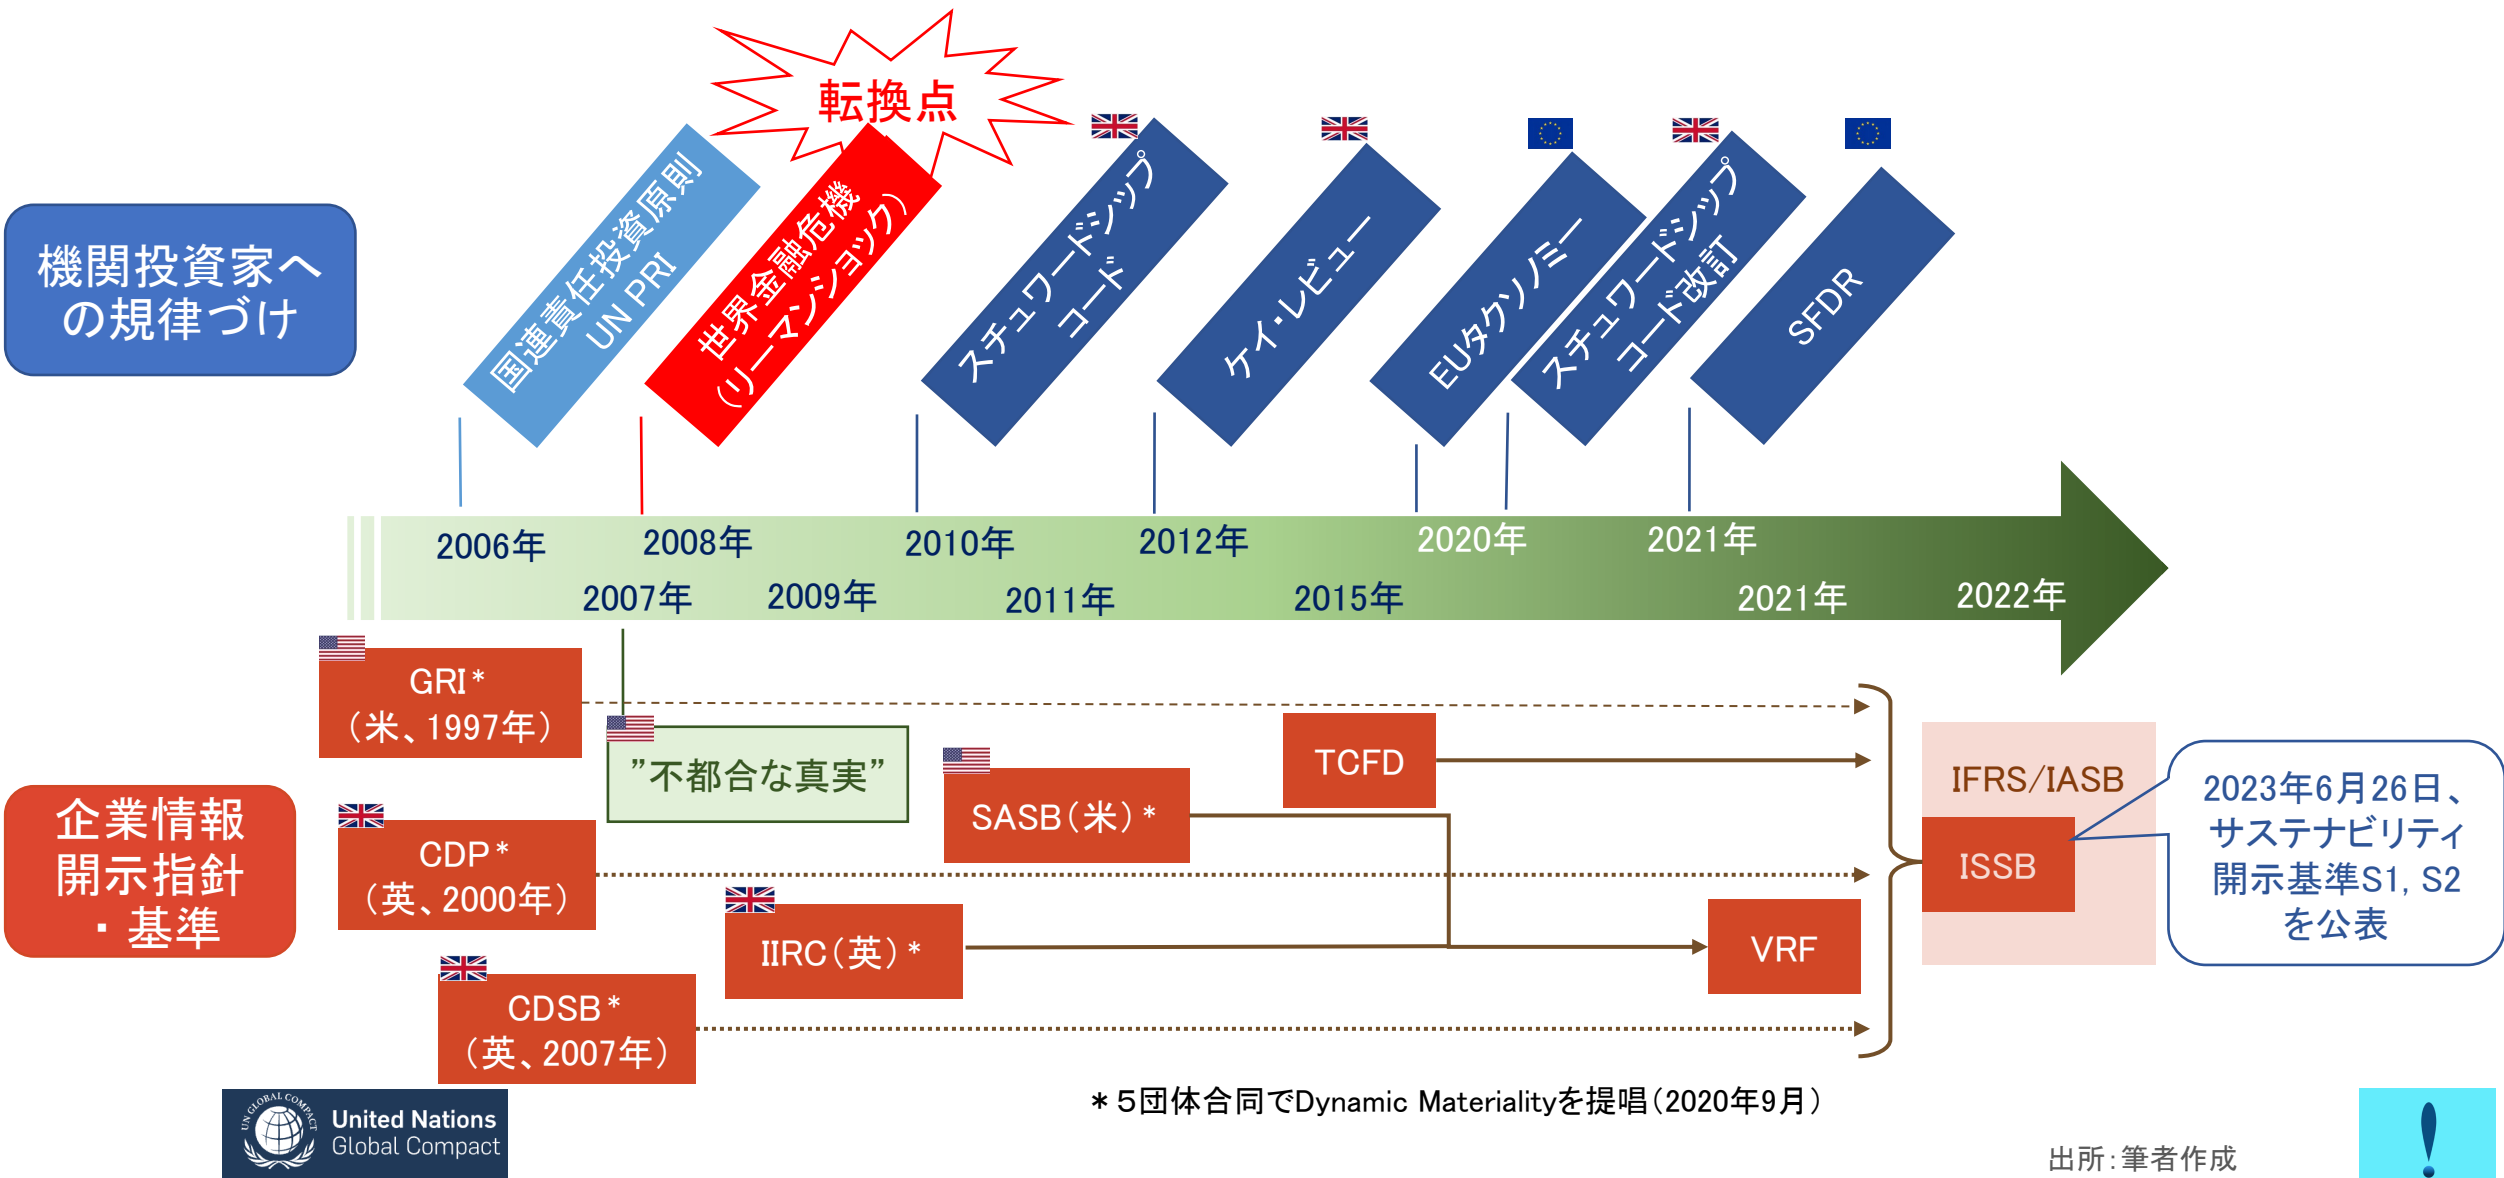 転換点
機関投資家へ
の規律づけ
国連責任投資原則
UN PRI
世界金融危機
(リーマンショック)
スチュワードシップ
コード
ケイ・レビュー
EUタクソノミー
スチュワードシップ
コード改訂
SFDR
2006年
2008年
2010年
2012年
2020年
2021年
2007年
2009年
2011年
2015年
2021年
2022年
GRI*
（米、1997年）
”不都合な真実”
企業情報
開示指針
・基準
CDP*
（英、2000年）
SASB(米)*
TCFD
IIRC(英)*
VRF
CDSB*
（英、2007年）
IFRS/IASB
ISSB
2023年6月26日、
サステナビリティ
開示基準S1, S2
を公表
＊５団体合同でDynamic Materialityを提唱(2020年9月）
UN GLOBAL COMPACT
United Nations
Global Compact
出所：筆者作成
!